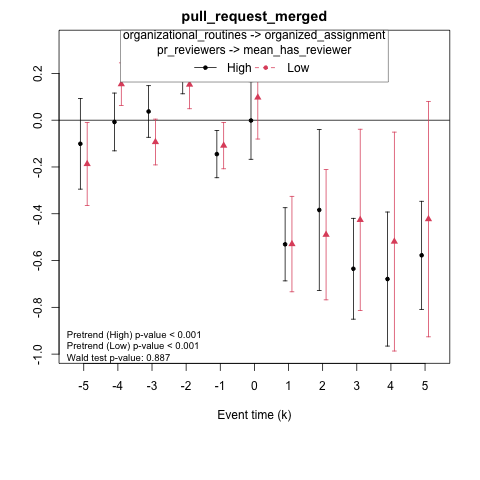 pull_request_merged
organizational_routines -> organized_assignment
pr_reviewers -> mean_has_reviewer
High Low
0.2
0.0
-0.2
-0.4
-0.6
-0.8
-1.0
Pretrend (High) p-value < 0.001
Pretrend (Low) p-value < 0.001
Wald test p-value: 0.887
-5 -4 -3 -2 -1 0 1 2 3 4 5
Event time (k)